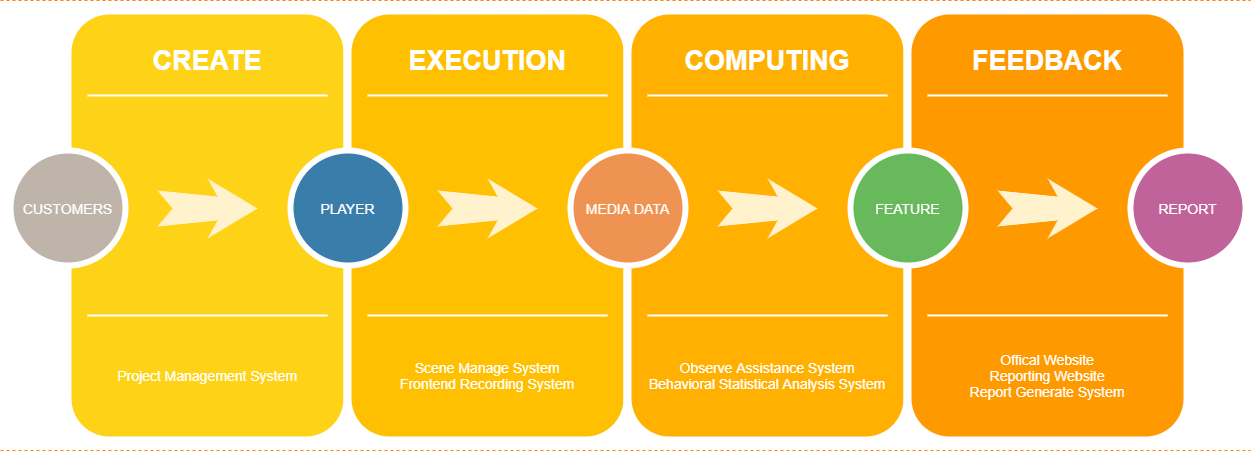 CREATE
EXECUTION
COMPUTING
FEEDBACK
CUSTOMERS
PLAYER
MEDIA DATA
FEATURE
REPORT
Project Management System
Scene Manage System
Frontend Recording System
Observe Assistance System
Behavioral Statistical Analysis System
Offical Website
Reporting Website
Report Generate System